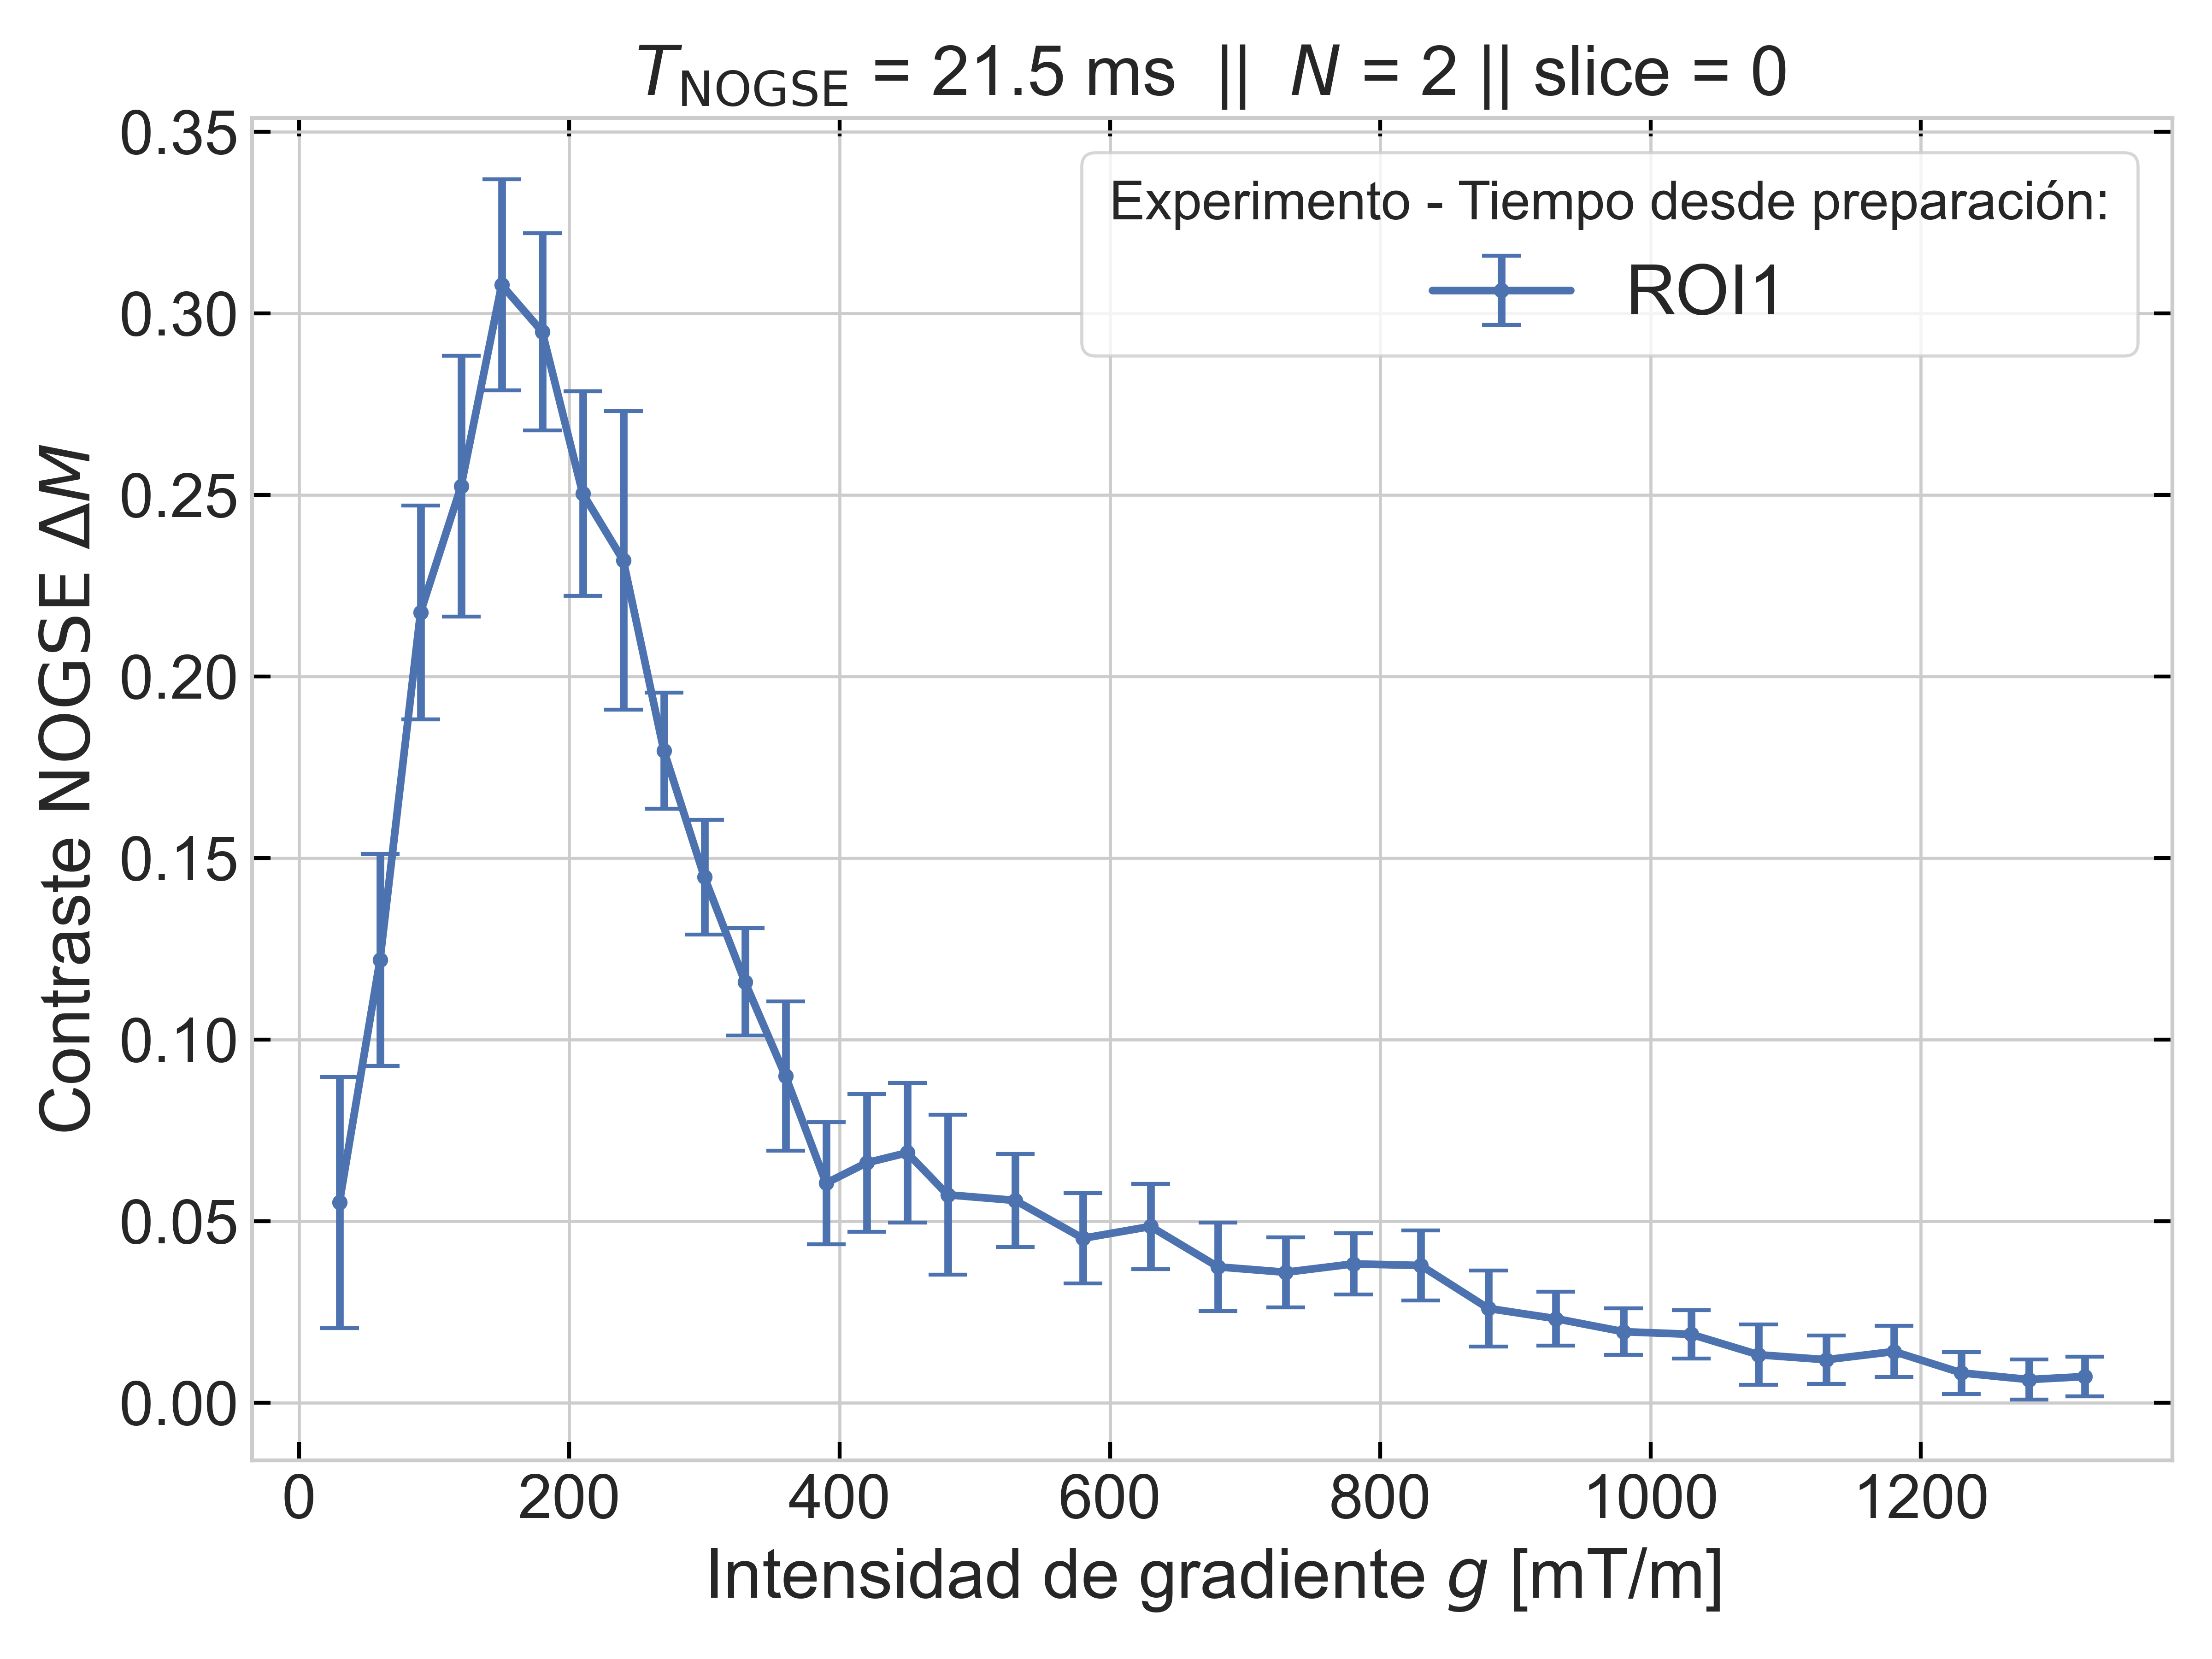 T_NOGSE = 21.5 ms || N = 2 || slice = 0
Contraste NOGSE ΔM
0.35
0.30
0.25
0.20
0.15
0.10
0.05
0.00
Experimento - Tiempo desde preparación:
ROI1
0 200 400 600 800 1000 1200
Intensidad de gradiente g [mT/m]